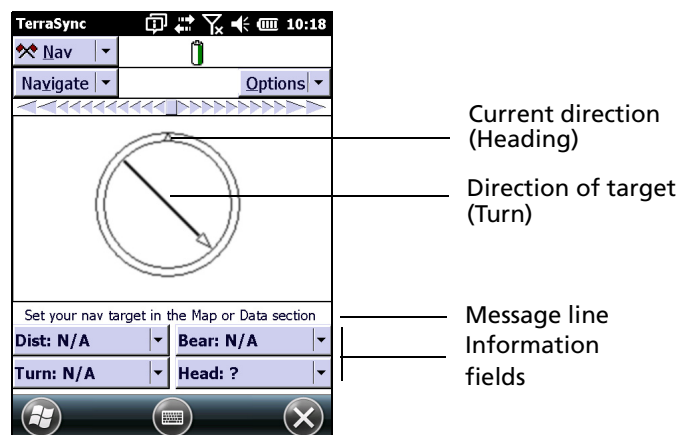 TerraSync 10:18
Nav
Navigate Options
Current direction
(Heading)
Direction of target
(Turn)
Set your nav target in the Map or Data section
Message line
Dist: N/A Bear: N/A
Information
fields
Turn: N/A Head: ?